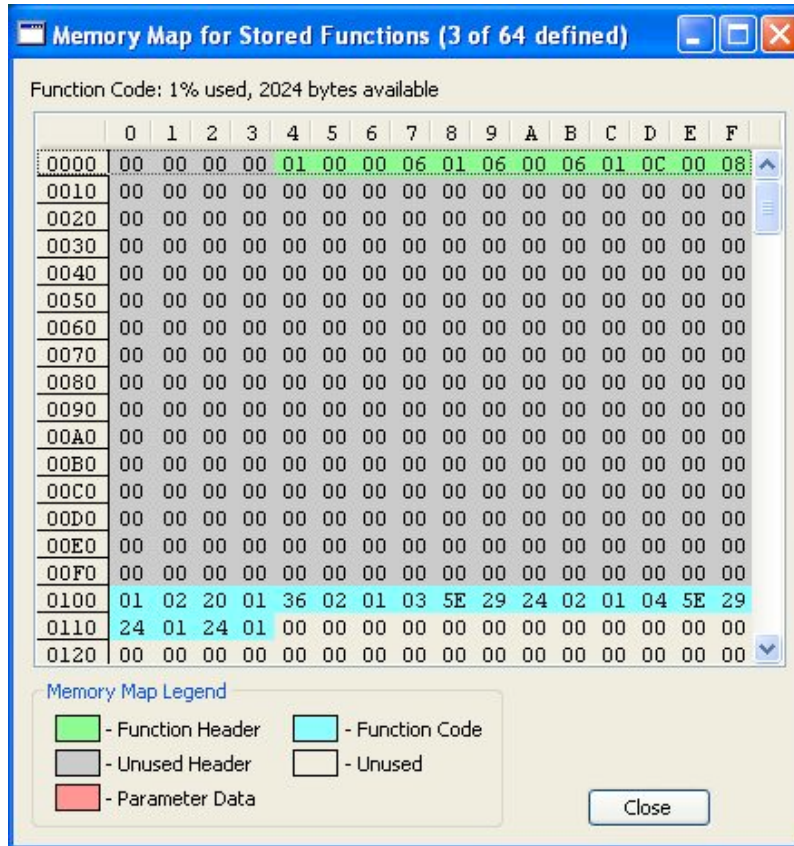 Memory Map for Stored Functions (3 of 64 defined)
Function Code: 1% used, 2024 bytes available
0 1 2 3 4 5 6 7 8 9 A B C D E F
0000 00 00 00 00 01 00 00 06 01 06 00 06 01 0C 00 08
0010 00 00 00 00 00 00 00 00 00 00 00 00 00 00 00 00
0020 00 00 00 00 00 00 00 00 00 00 00 00 00 00 00 00
0030 00 00 00 00 00 00 00 00 00 00 00 00 00 00 00 00
0040 00 00 00 00 00 00 00 00 00 00 00 00 00 00 00 00
0050 00 00 00 00 00 00 00 00 00 00 00 00 00 00 00 00
0060 00 00 00 00 00 00 00 00 00 00 00 00 00 00 00 00
0070 00 00 00 00 00 00 00 00 00 00 00 00 00 00 00 00
0080 00 00 00 00 00 00 00 00 00 00 00 00 00 00 00 00
0090 00 00 00 00 00 00 00 00 00 00 00 00 00 00 00 00
00A0 00 00 00 00 00 00 00 00 00 00 00 00 00 00 00 00
00B0 00 00 00 00 00 00 00 00 00 00 00 00 00 00 00 00
00C0 00 00 00 00 00 00 00 00 00 00 00 00 00 00 00 00
00D0 00 00 00 00 00 00 00 00 00 00 00 00 00 00 00 00
00E0 00 00 00 00 00 00 00 00 00 00 00 00 00 00 00 00
00F0 00 00 00 00 00 00 00 00 00 00 00 00 00 00 00 00
0100 01 02 20 01 36 02 01 03 5E 29 24 02 01 04 5E 29
0110 24 01 24 01 00 00 00 00 00 00 00 00 00 00 00 00
0120 00 00 00 00 00 00 00 00 00 00 00 00 00 00 00 00
Memory Map Legend
- Function Header - Function Code
- Unused Header - Unused
- Parameter Data
Close